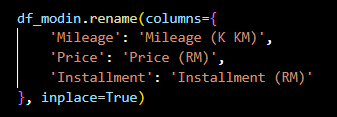 df_modin.rename(columns={
    'Mileage': 'Mileage (K KM)',
    'Price': 'Price (RM)',
    'Installment': 'Installment (RM)'
}, inplace=True)